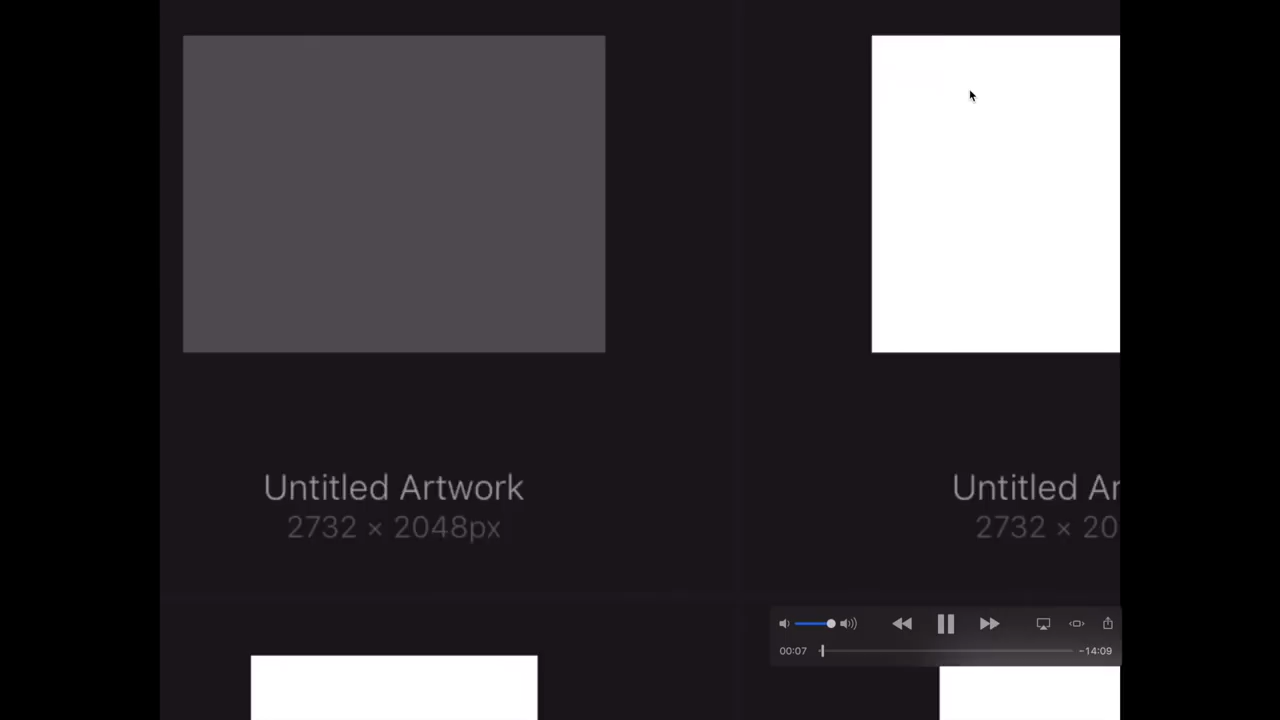 Untitled Artwork
2732 × 2048px
Untitled Ar
2732 × 20
00:07
-14:09